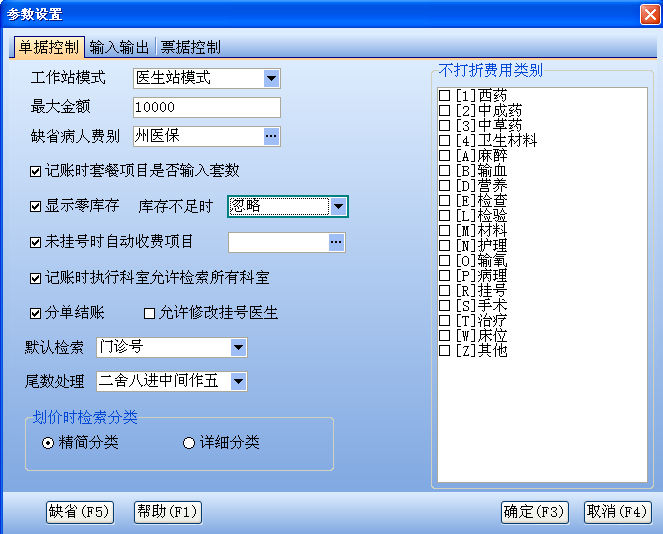 参数设置
单据控制 输入输出 票据控制
工作站模式 医生站模式
最大金额 10000
缺省病人费别 州医保 ...
记账时套餐项目是否输入套数
显示零库存 库存不足时 忽略
未挂号时自动收费项目 ...
记账时执行科室允许检索所有科室
分单结账 允许修改挂号医生
默认检索 门诊号
尾数处理 二舍八进中间作五
划价时检索分类
精简分类 详细分类
不打折费用类别
[1]西药
[2]中成药
[3]中草药
[4]卫生材料
[A]麻醉
[B]输血
[D]营养
[E]检查
[L]检验
[M]材料
[N]护理
[O]输氧
[P]病理
[R]挂号
[S]手术
[T]治疗
[W]床位
[Z]其他
缺省(F5) 帮助(F1) 确定(F3) 取消(F4)